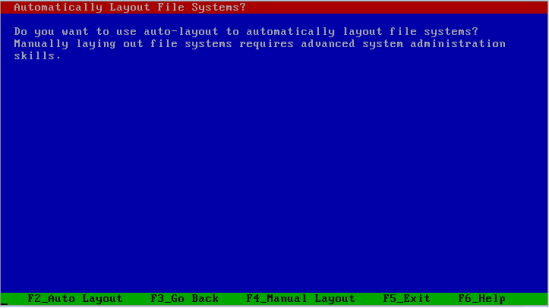 Automatically Layout File Systems?
Do you want to use auto-layout to automatically layout file systems?
Manually laying out file systems requires advanced system administration
skills.
F2_Auto Layout F3_Go Back F4_Manual Layout F5_Exit F6_Help